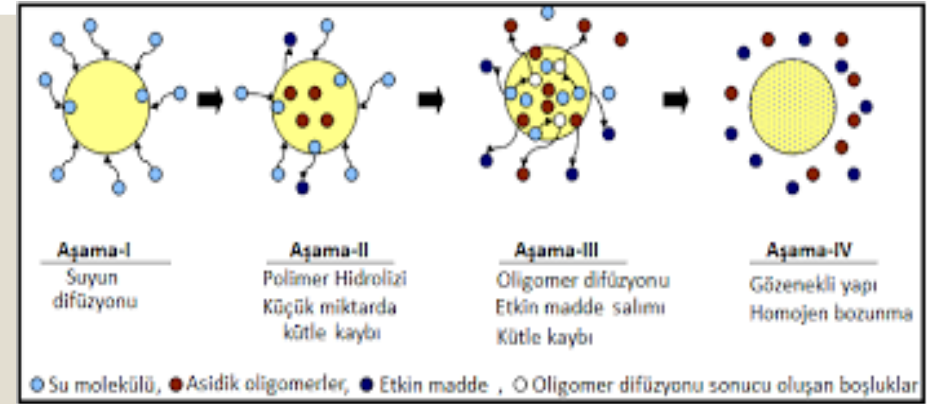 Aşama-I
Suyun
difüzyonu
Aşama-II
Polimer Hidrolizi
Küçük miktarda
kütle kaybı
Aşama-III
Oligomer difüzyonu
Etkin madde salımı
Kütle kaybı
Aşama-IV
Gözenekli yapı
Homojen bozunma
Su molekülü, Asidik oligomerler, Etkin madde , Oligomer difüzyonu sonucu oluşan boşluklar